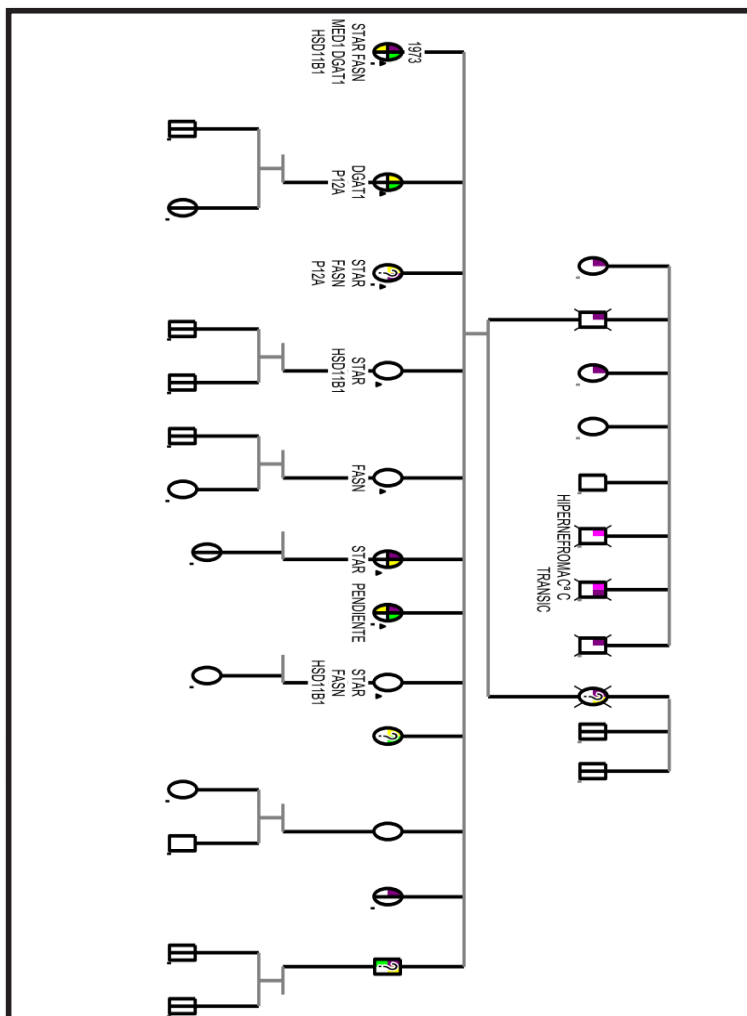 1973
STAR FASN
MED1 DGAT1
HSD11B1
DGAT1
P12A
STAR
FASN
P12A
STAR
HSD11B1
FASN
STAR
PENDIENTE
STAR
FASN
HSD11B1
HIPERNEFROMA Cª C
TRANSIC
?
?
?
?